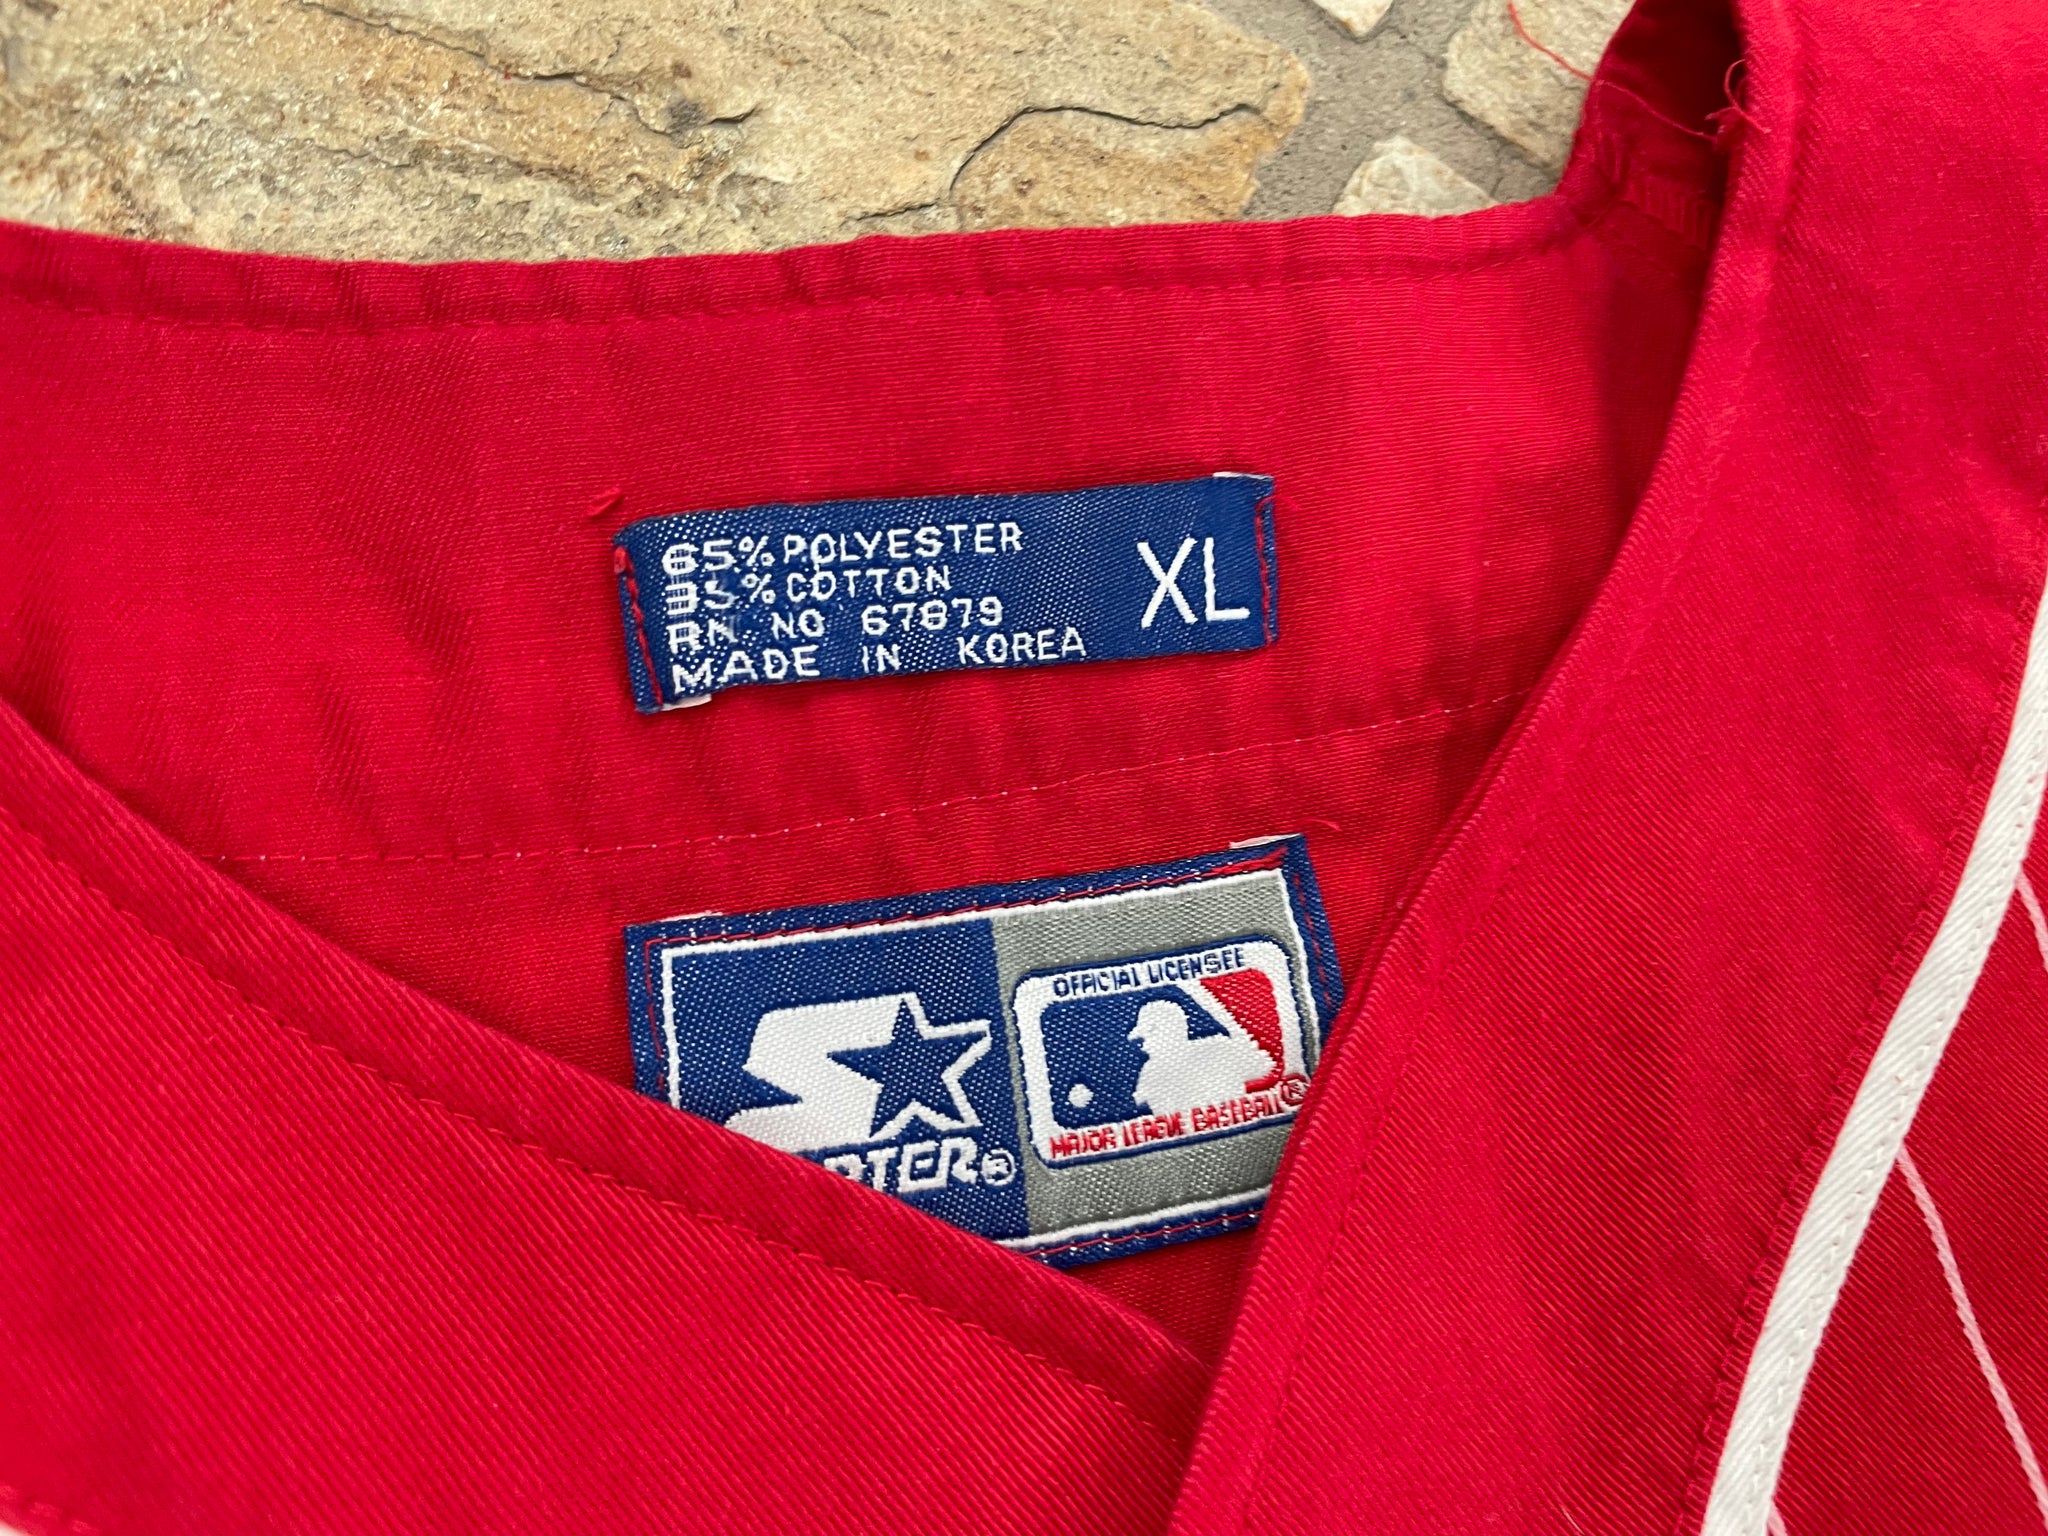 65% POLYESTER
35% COTTON
RN NO 67879
MADE IN KOREA
XL
OFFICIAL LICENSEE
MAJOR LEAGUE BASEBALL®